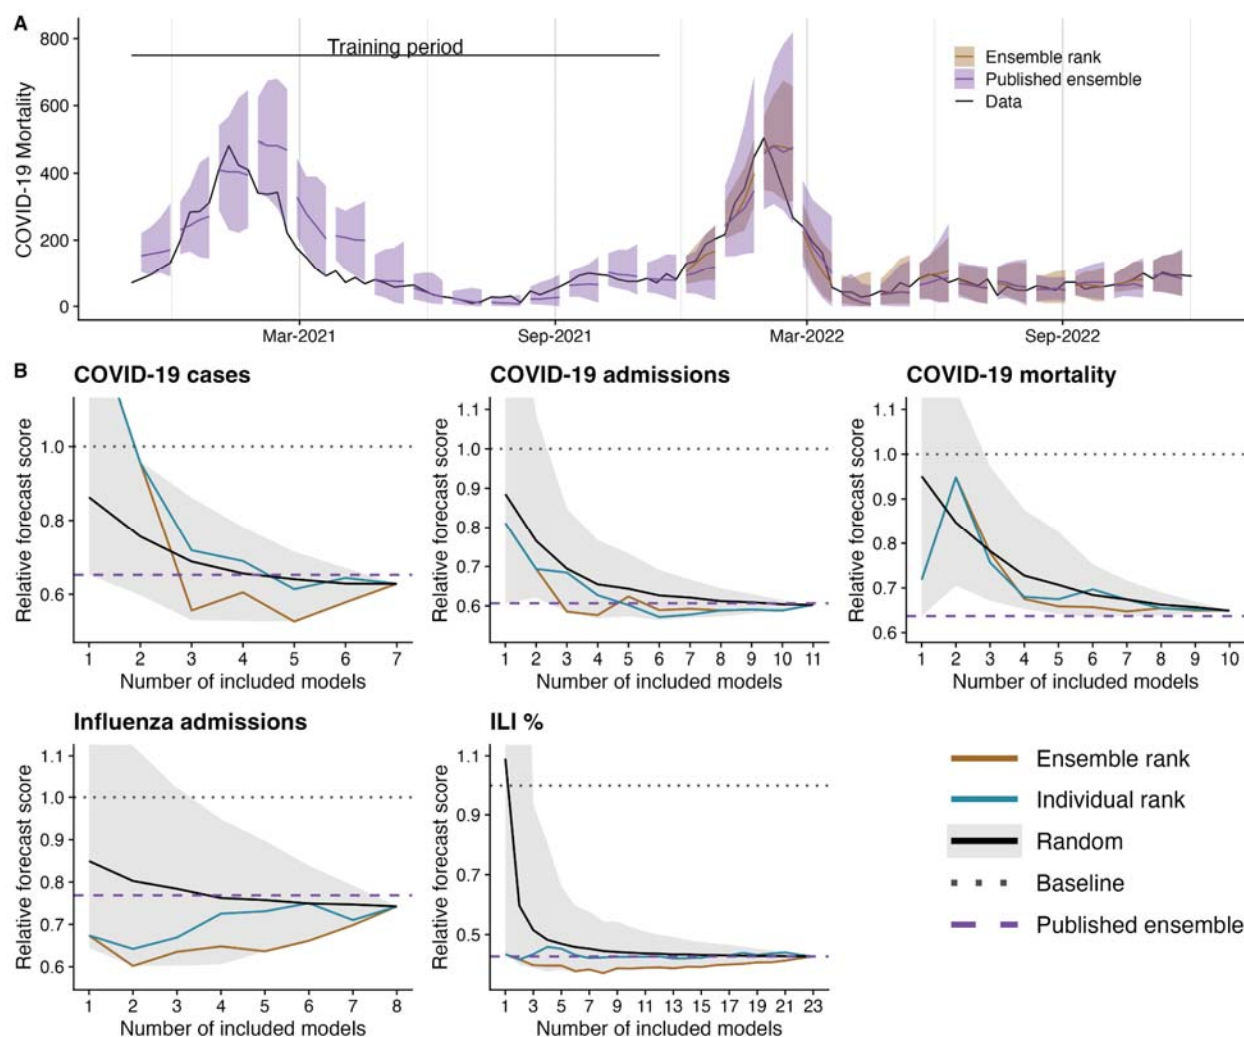 A
Training period
COVID-19 Mortality
800
600
400
200
0
Ensemble rank
Published ensemble
Data
Mar-2021
Sep-2021
Mar-2022
Sep-2022
B
COVID-19 cases
Relative forecast score
1.0
0.8
0.6
1 2 3 4 5 6 7
Number of included models
COVID-19 admissions
Relative forecast score
1.1
1.0
0.9
0.8
0.7
0.6
1 2 3 4 5 6 7 8 9 10 11
Number of included models
COVID-19 mortality
Relative forecast score
1.1
1.0
0.9
0.8
0.7
0.6
1 2 3 4 5 6 7 8 9 10
Number of included models
Influenza admissions
Relative forecast score
1.1
1.0
0.9
0.8
0.7
0.6
1 2 3 4 5 6 7 8
Number of included models
ILI %
Relative forecast score
1.1
1.0
0.9
0.7
0.5
1 3 5 7 9 11 13 15 17 19 21 23
Number of included models
Ensemble rank
Individual rank
Random
Baseline
Published ensemble